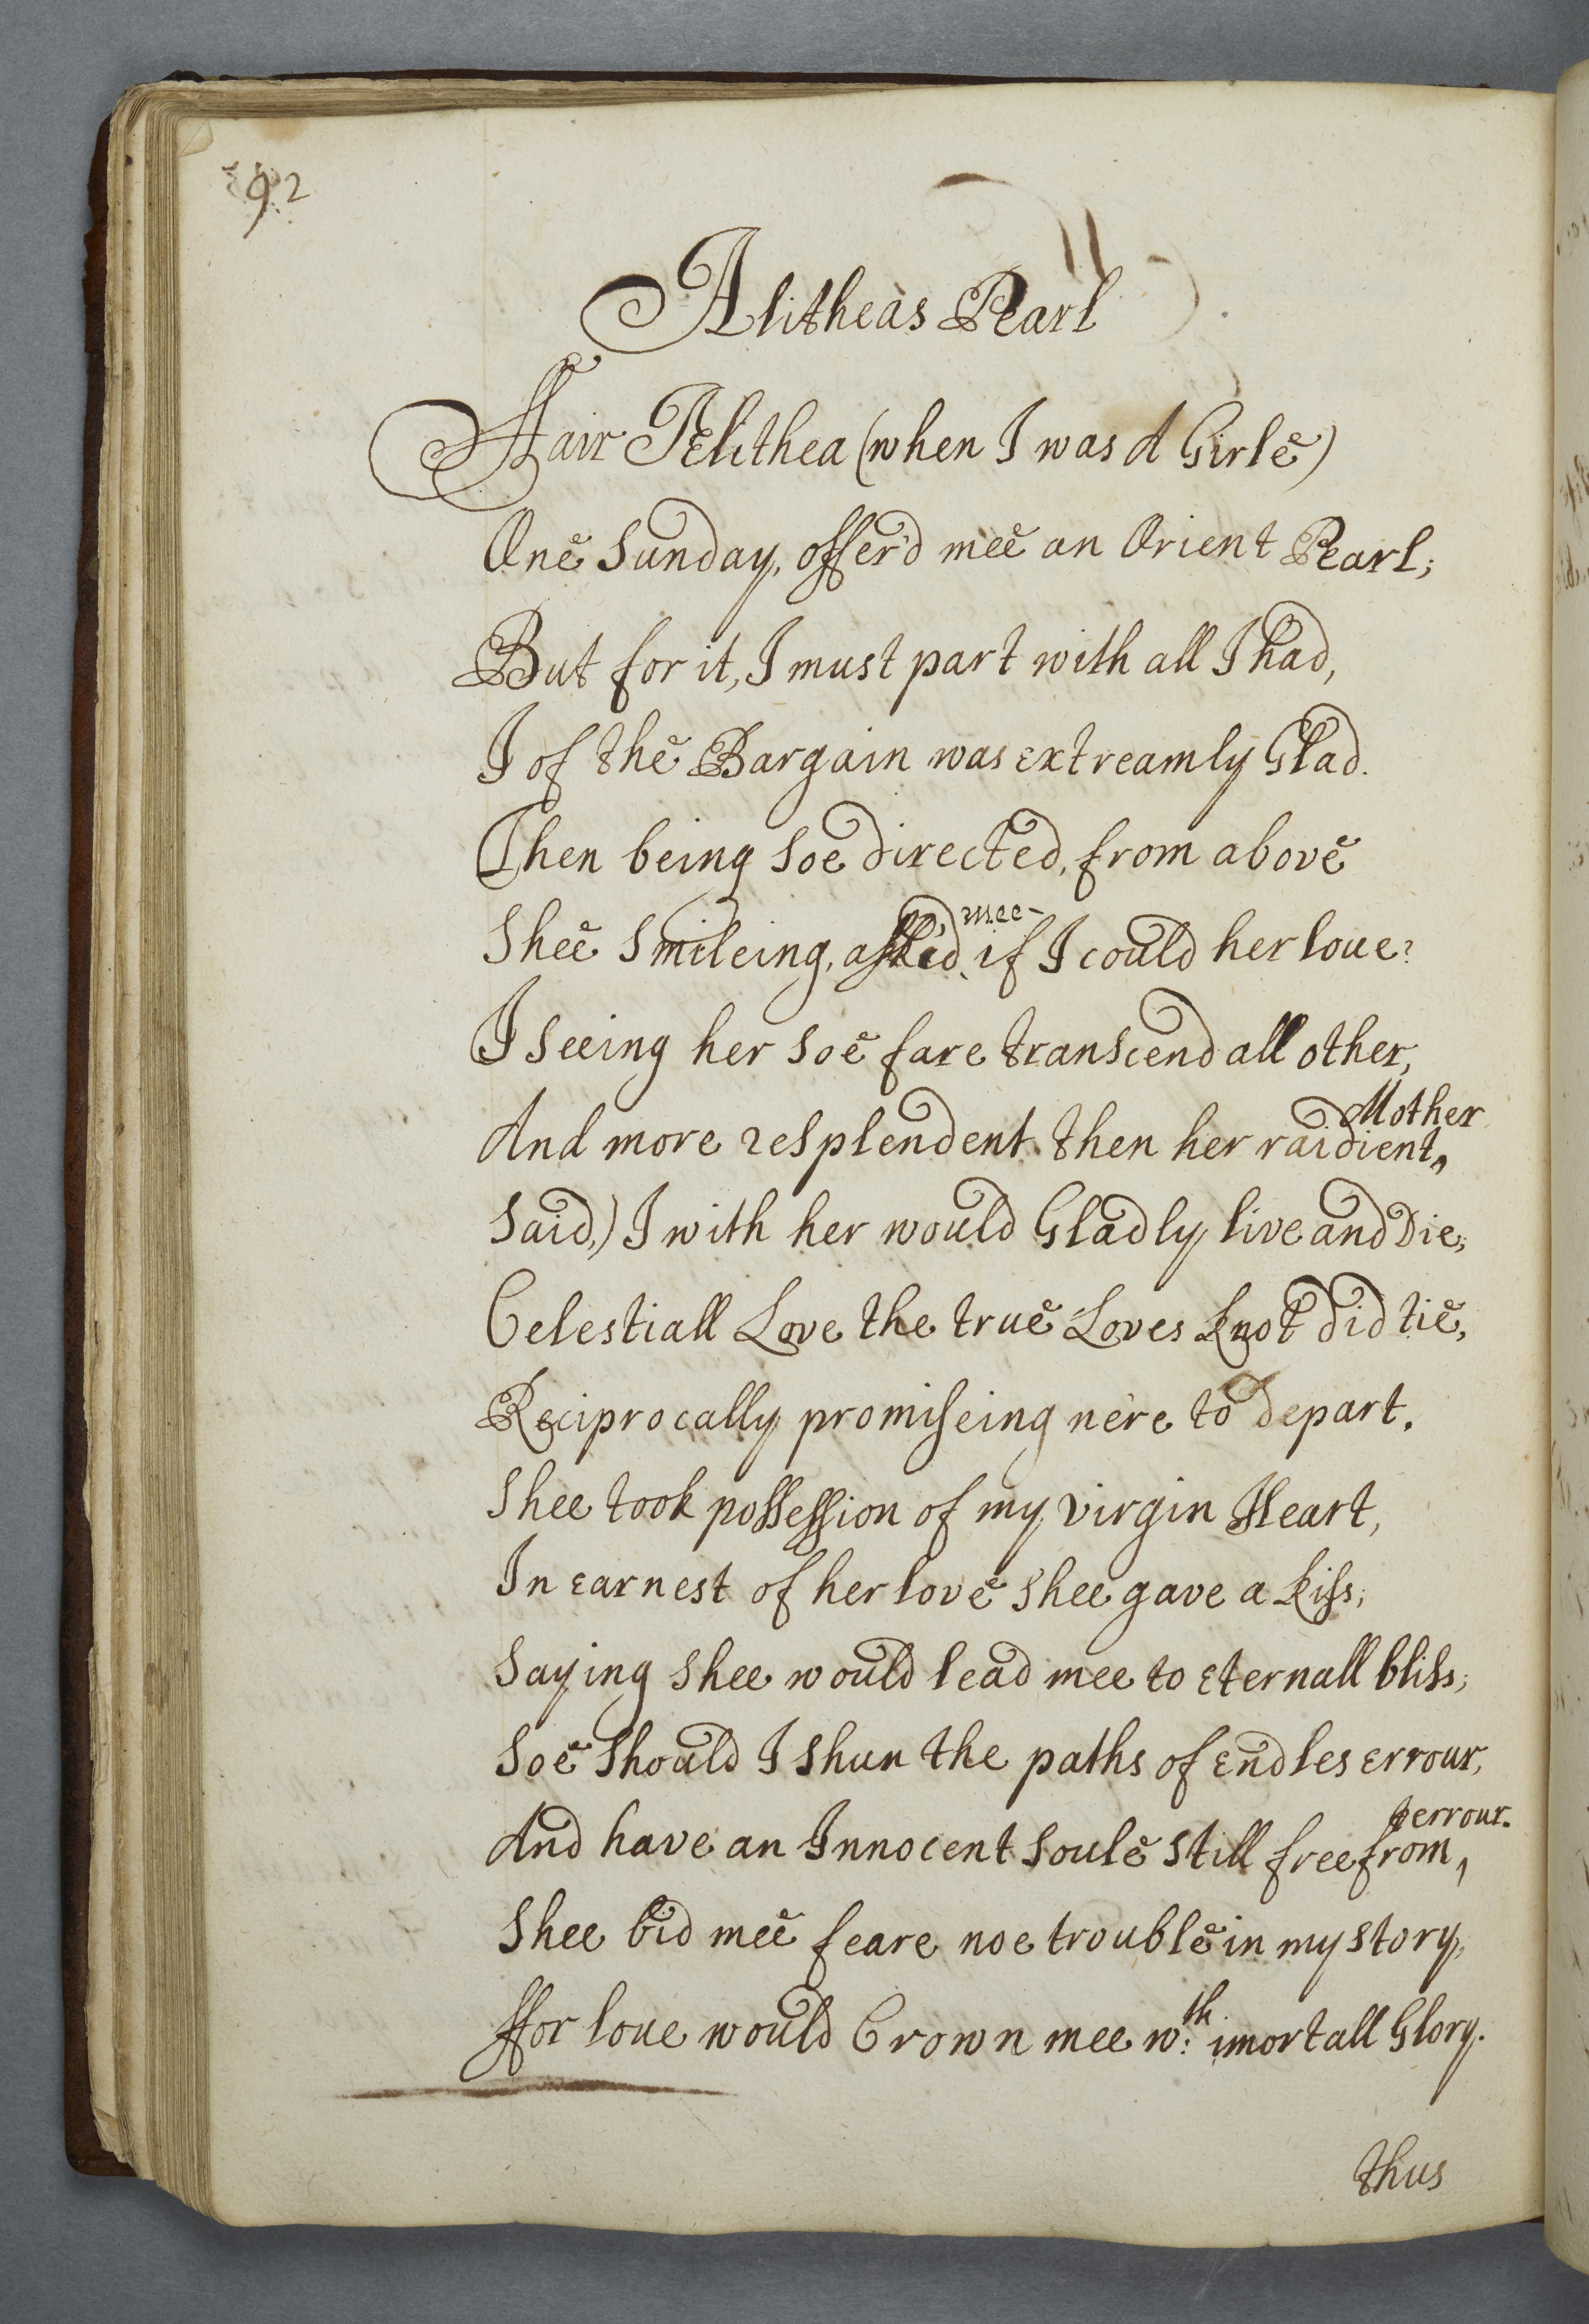 92
Alitheas Pearl
ffair Aelithea (when I was A Girle)
One Sunday, offer'd mee an Orient Pearl;
But for it, I must part with all I had,
I of the Bargain was extreamly Glad.
Then being Soe directed, from above
Shee Smileing, asked, mee if I could her loue?
I Seeing her Soe fare transcend all other,
And more resplendent then her raidient, Mother
Said,) I with her would Gladly live and Die,
Celestiall Love the true Loves knot did tie,
Reciprocally promiseing ne're to depart.
Shee took possession of my virgin Heart,
In earnest of her love Shee gave a kiss;
Saying Shee would lead mee to eternall bliss;
Soe Should I Shun the paths of endles errour,
And have an Innocent Soule Still free from, terrour.
Shee bid mee feare noe trouble in my Story,
ffor loue would Crown mee wth: imortall Glory.
thus